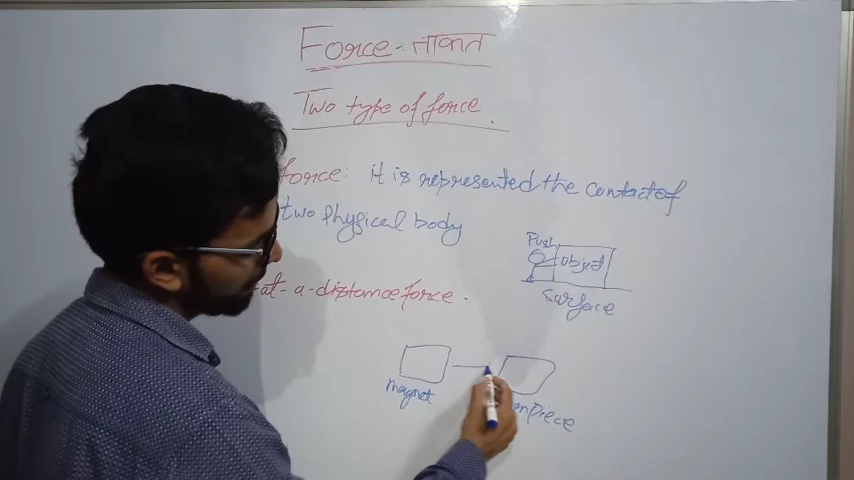 Force - ताकत
Two type of force.
force: it is represented the contact of
two physical body
Push
object
Surface
at-a-distance force.
magnet
Piece